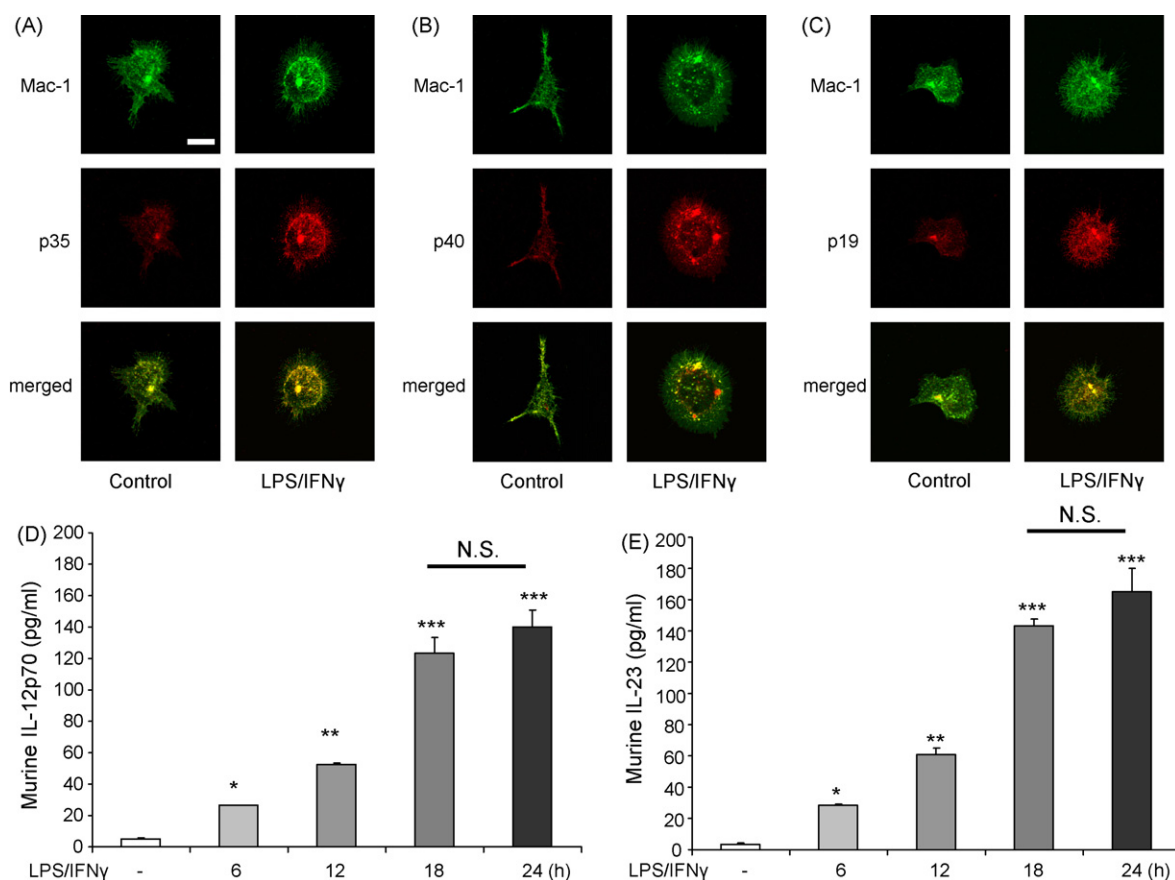 (A)
(B)
(C)
Mac-1
Mac-1
Mac-1
p35
p40
p19
merged
merged
merged
Control
LPS/IFNγ
Control
LPS/IFNγ
Control
LPS/IFNγ
(D)
Murine IL-12p70 (pg/ml)
200
180
160
140
120
100
80
60
40
20
0
*
**
***
***
N.S.
LPS/IFNγ - 6 12 18 24 (h)
(E)
Murine IL-23 (pg/ml)
200
180
160
140
120
100
80
60
40
20
0
*
**
***
***
N.S.
LPS/IFNγ - 6 12 18 24 (h)